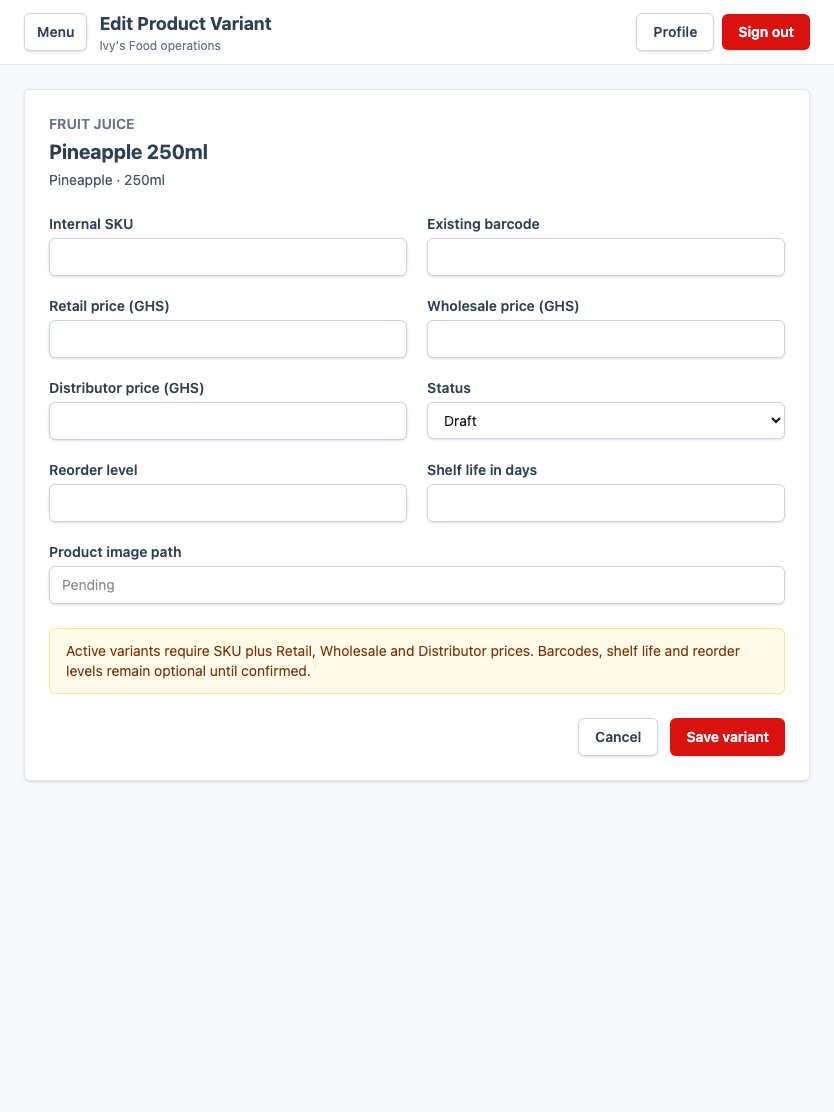 Menu
Edit Product Variant
Ivy's Food operations
Profile
Sign out
FRUIT JUICE
Pineapple 250ml
Pineapple · 250ml
Internal SKU
Existing barcode
Retail price (GHS)
Wholesale price (GHS)
Distributor price (GHS)
Status
Draft
Reorder level
Shelf life in days
Product image path
Pending
Active variants require SKU plus Retail, Wholesale and Distributor prices. Barcodes, shelf life and reorder
levels remain optional until confirmed.
Cancel
Save variant